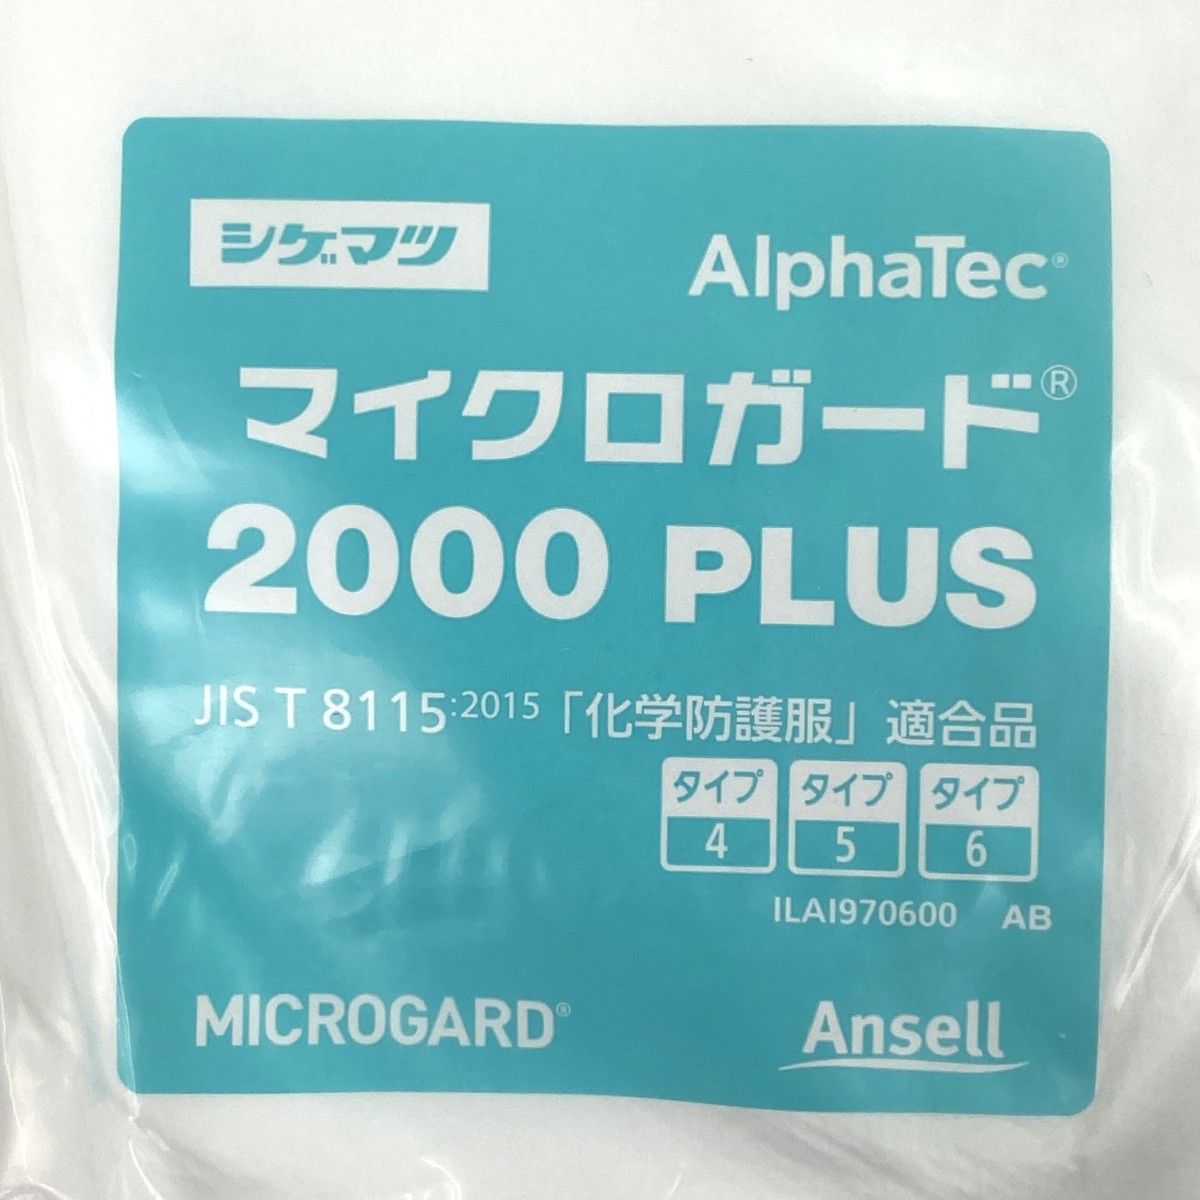 シゲマツ
AlphaTec®
マイクロガード®
2000 PLUS
JIS T 8115:2015「化学防護服」適合品
タイプ タイプ タイプ
4 5 6
ILAI970600 AB
MICROGARD®
Ansell